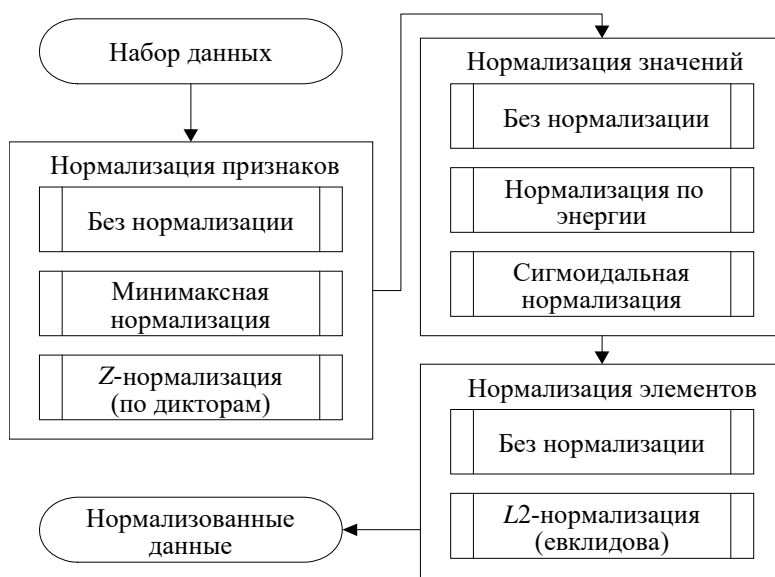 Набор данных
Нормализация признаков
Без нормализации
Минимаксная
нормализация
Z-нормализация
(по дикторам)
Нормализация значений
Без нормализации
Нормализация по
энергии
Сигмоидальная
нормализация
Нормализация элементов
Без нормализации
L2-нормализация
(евклидова)
Нормализованные
данные